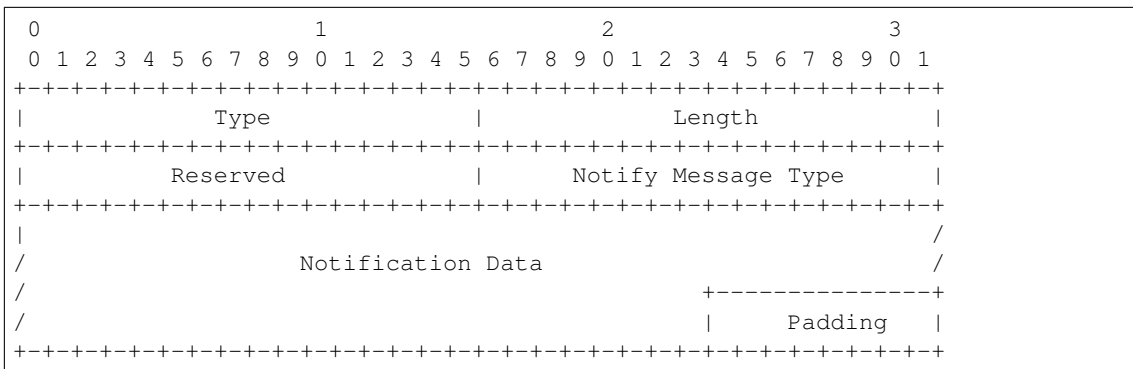 0                   1                   2                   3
 0 1 2 3 4 5 6 7 8 9 0 1 2 3 4 5 6 7 8 9 0 1 2 3 4 5 6 7 8 9 0 1
+-+-+-+-+-+-+-+-+-+-+-+-+-+-+-+-+-+-+-+-+-+-+-+-+-+-+-+-+-+-+-+-+
|             Type              |             Length            |
+-+-+-+-+-+-+-+-+-+-+-+-+-+-+-+-+-+-+-+-+-+-+-+-+-+-+-+-+-+-+-+-+
|          Reserved             |      Notify Message Type      |
+-+-+-+-+-+-+-+-+-+-+-+-+-+-+-+-+-+-+-+-+-+-+-+-+-+-+-+-+-+-+-+-+
|                                                               /
/                   Notification Data                           /
/                                               +---------------+
/                                               |     Padding   |
+-+-+-+-+-+-+-+-+-+-+-+-+-+-+-+-+-+-+-+-+-+-+-+-+-+-+-+-+-+-+-+-+